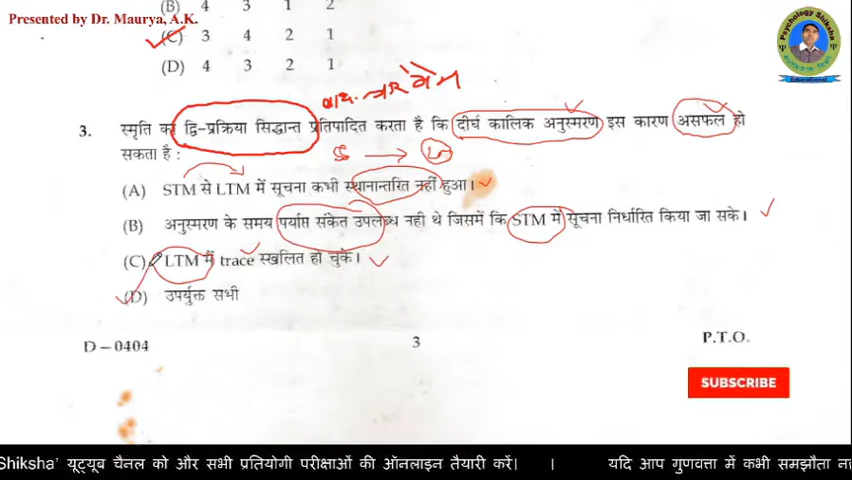 (B) 4 3 1 2
Presented by Dr. Maurya, A.K.
(C) 3 4 2 1
(D) 4 3 2 1
Psychology Shiksha
Educational
3. स्मृति का द्वि-प्रक्रिया सिद्धान्त प्रतिपादित करता है कि दीर्घ कालिक अनुस्मरण इस कारण असफल हो
सकता है :
(A) STM से LTM में सूचना कभी स्थानान्तरित नहीं हुआ।
(B) अनुस्मरण के समय पर्याप्त संकेत उपलब्ध नही थे जिसमें कि STM में सूचना निर्धारित किया जा सके।
(C) LTM में trace स्खलित हो चुके।
(D) उपर्युक्त सभी
D – 0404 3 P.T.O.
SUBSCRIBE
Shiksha’ यूट्यूब चैनल को और सभी प्रतियोगी परीक्षाओं की ऑनलाइन तैयारी करें। । यदि आप गुणवत्ता में कभी समझौता